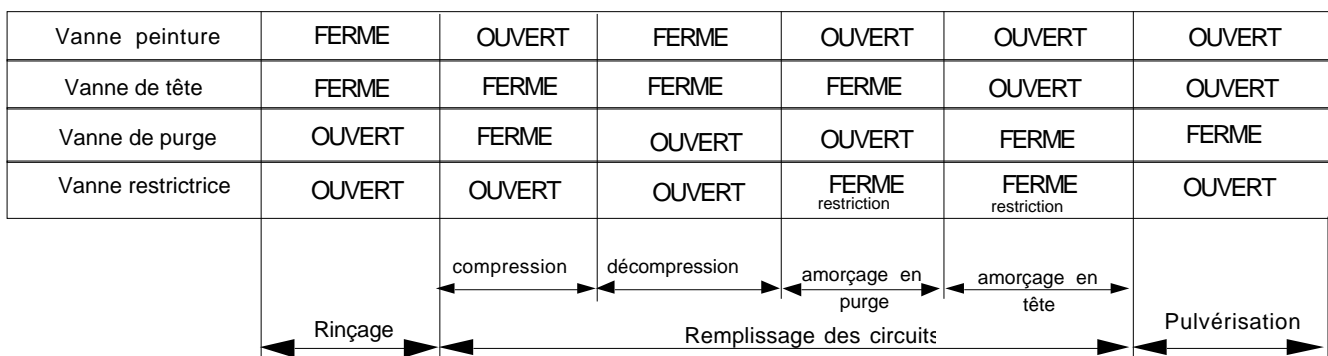 Vanne peinture FERME OUVERT FERME OUVERT OUVERT OUVERT
Vanne de tête FERME FERME FERME FERME OUVERT OUVERT
Vanne de purge OUVERT FERME OUVERT OUVERT FERME FERME
Vanne restrictrice OUVERT OUVERT OUVERT FERME FERME OUVERT
restriction restriction
compression décompression amorçage en amorçage en
purge tête
Rinçage Remplissage des circuits Pulvérisation